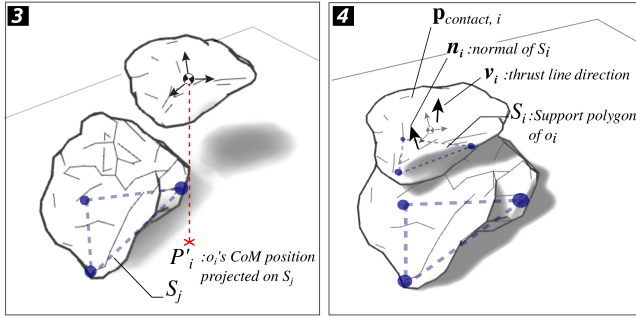 3
P'i :oi's CoM position
projected on Sj
Sj
4
Pcontact, i
ni :normal of Si
vi :thrust line direction
Si :Support polygon
of oi